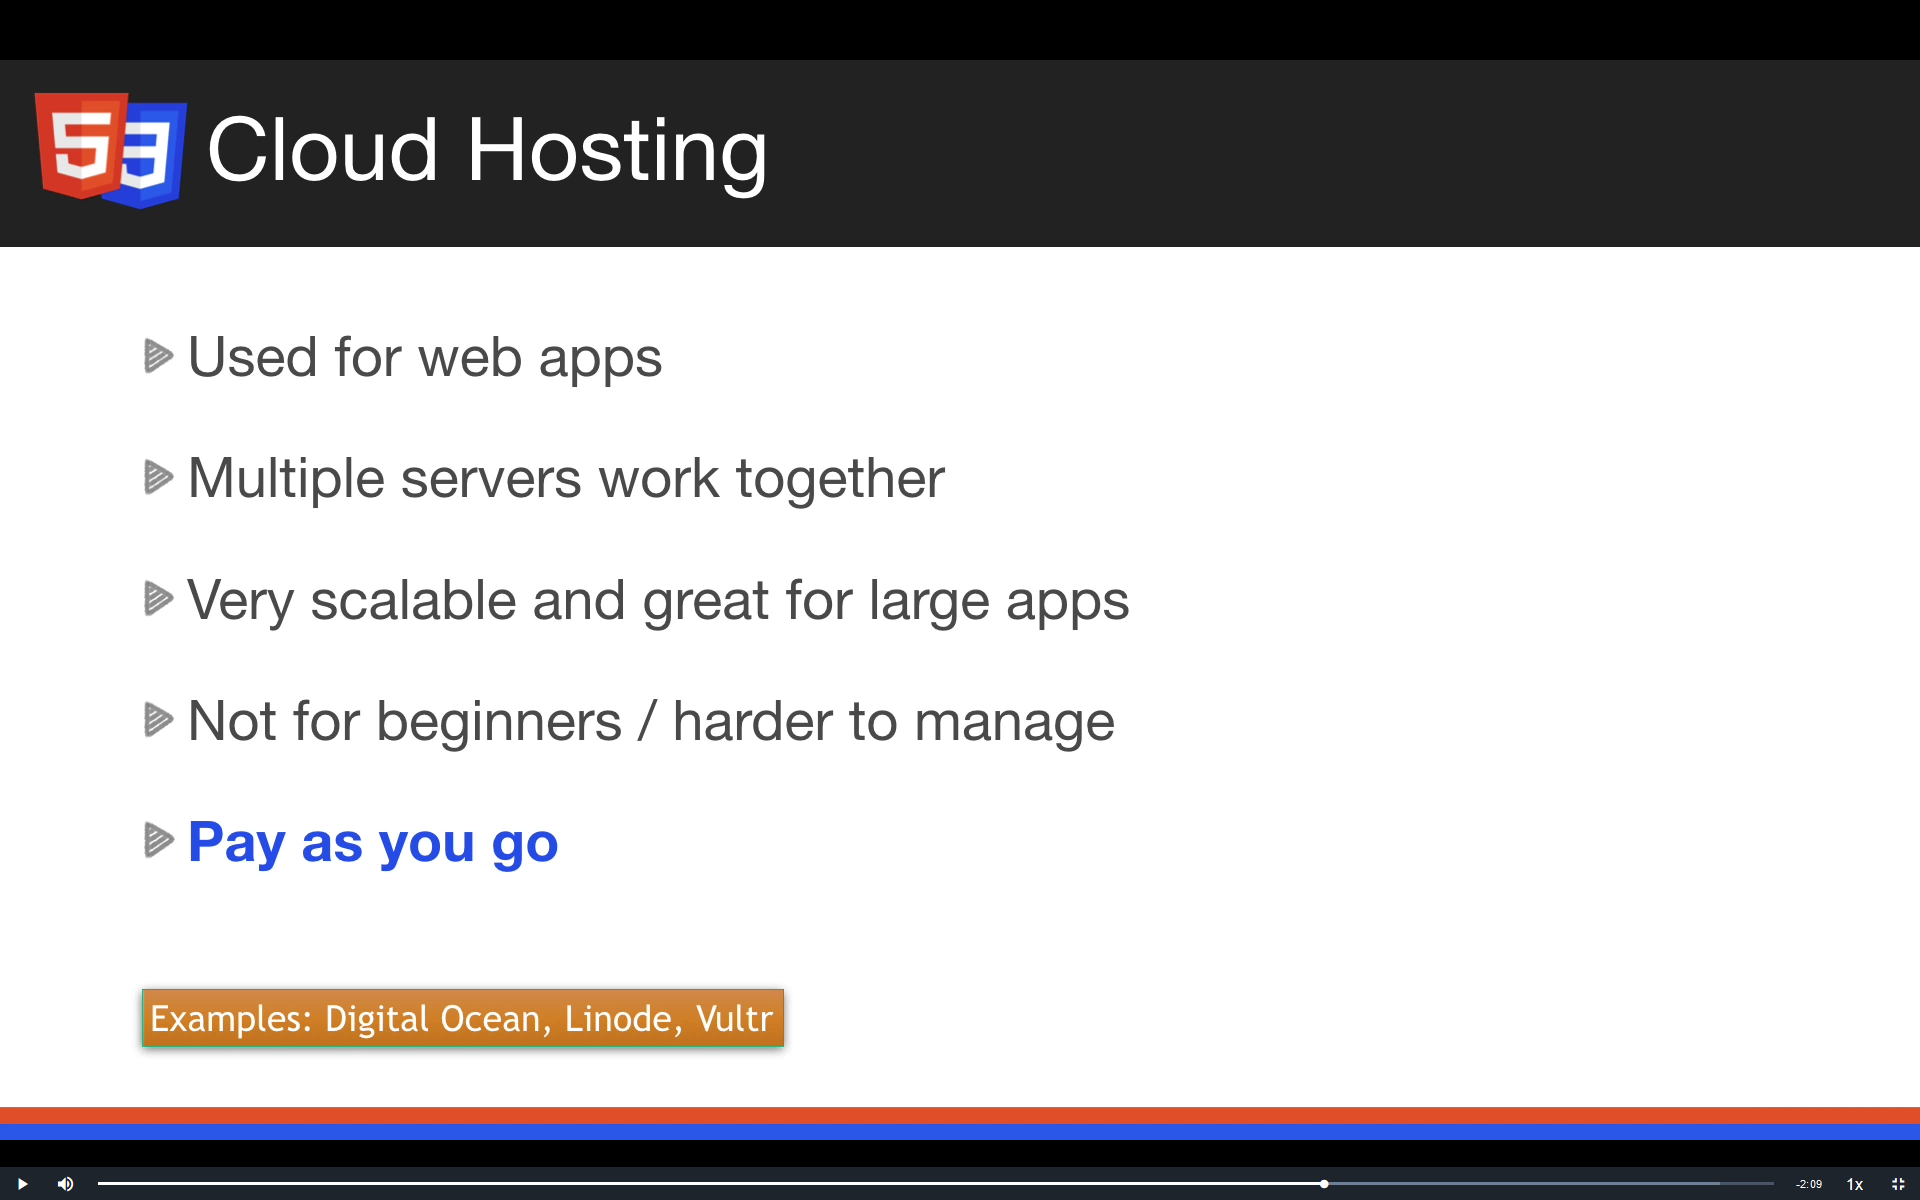 53 Cloud Hosting
Used for web apps
Multiple servers work together
Very scalable and great for large apps
Not for beginners / harder to manage
Pay as you go
Examples: Digital Ocean, Linode, Vultr
-2:09 1x